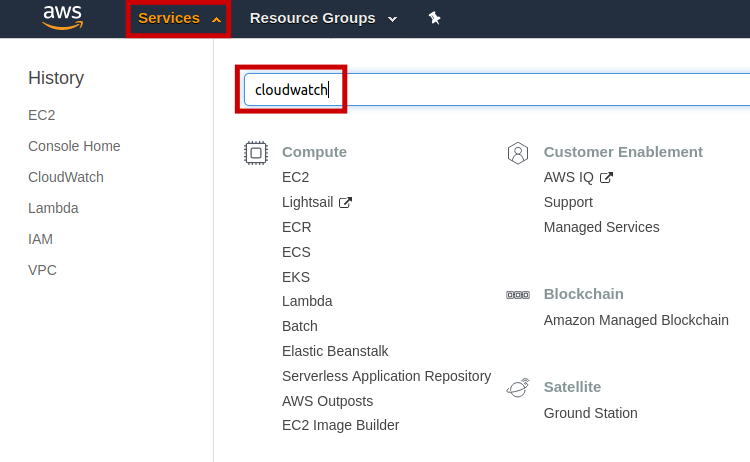 aws Services Resource Groups
History
EC2
Console Home
CloudWatch
Lambda
IAM
VPC
cloudwatch
Compute
EC2
Lightsail
ECR
ECS
EKS
Lambda
Batch
Elastic Beanstalk
Serverless Application Repository
AWS Outposts
EC2 Image Builder
Customer Enablement
AWS IQ
Support
Managed Services
Blockchain
Amazon Managed Blockchain
Satellite
Ground Station